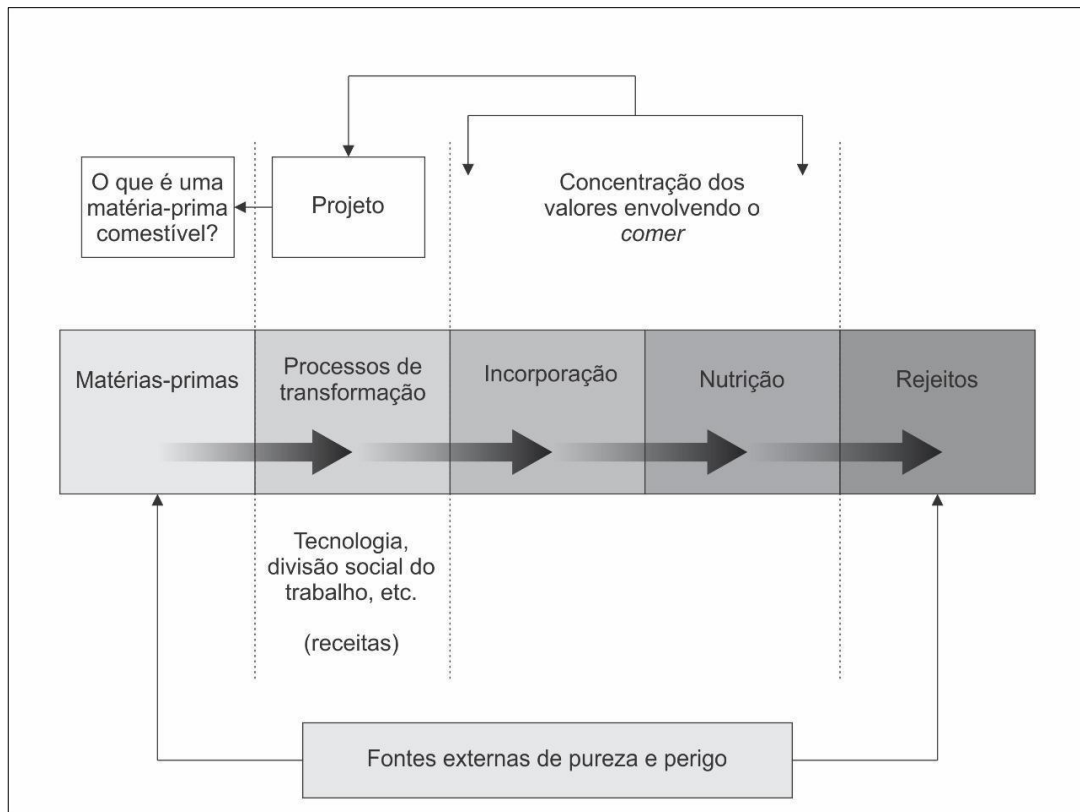 O que é uma
matéria-prima
comestível?
Projeto
Concentração dos
valores envolvendo o
comer
Matérias-primas
Processos de
transformação
Incorporação
Nutrição
Rejeitos
Tecnologia,
divisão social do
trabalho, etc.
(receitas)
Fontes externas de pureza e perigo